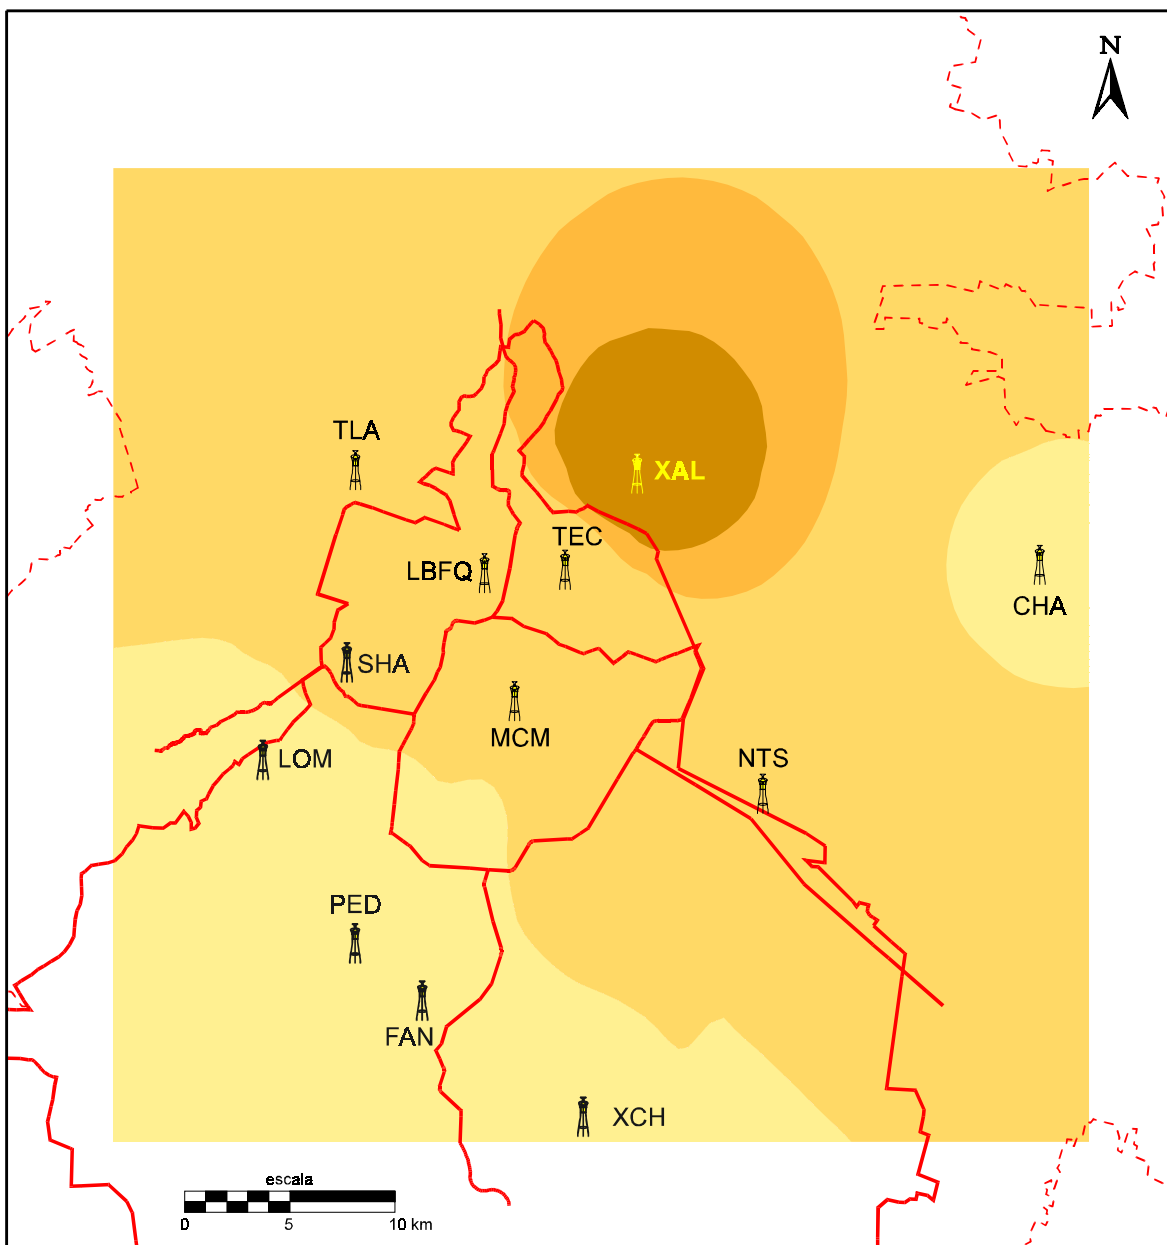 N
TLA
XAL
TEC
LBFQ
CHA
SHA
MCM
LOM
NTS
PED
FAN
XCH
escala
0 5 10 km